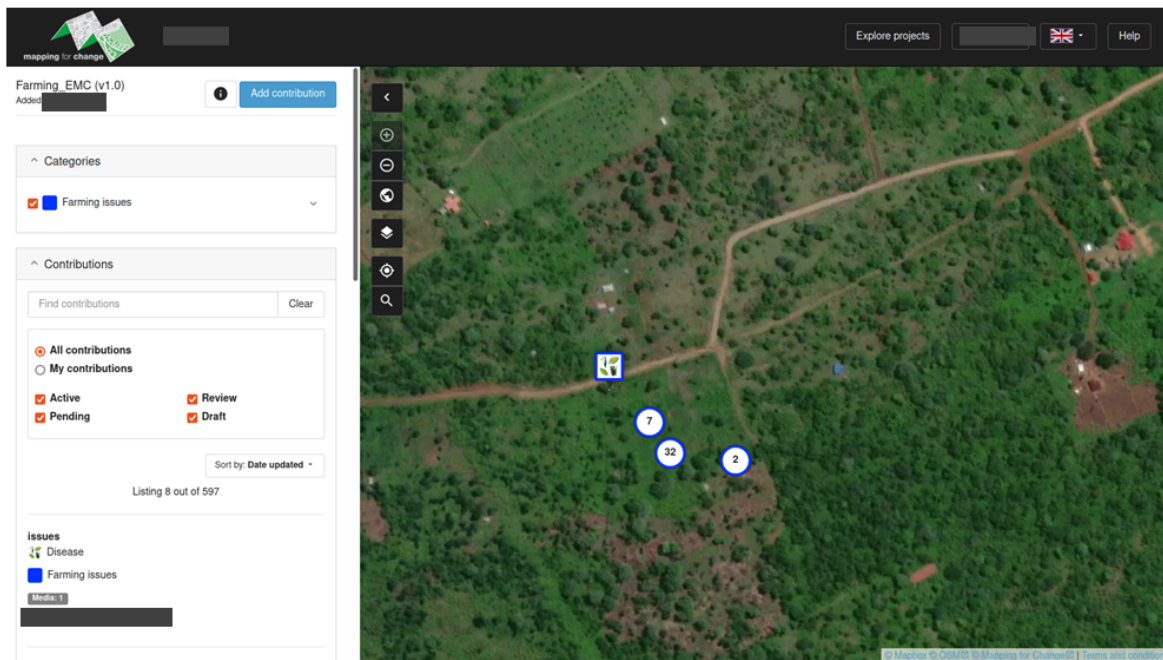 mapping for change
Explore projects
Help
Farming_EMC (v1.0)
Added
Add contribution
Categories
Farming issues
Contributions
Find contributions
Clear
All contributions
My contributions
Active
Review
Pending
Draft
Sort by: Date updated
Listing 8 out of 597
issues
Disease
Farming issues
Media: 1
7
32
2
© Mapbox © OSM © Mapping for Change | Terms and condition